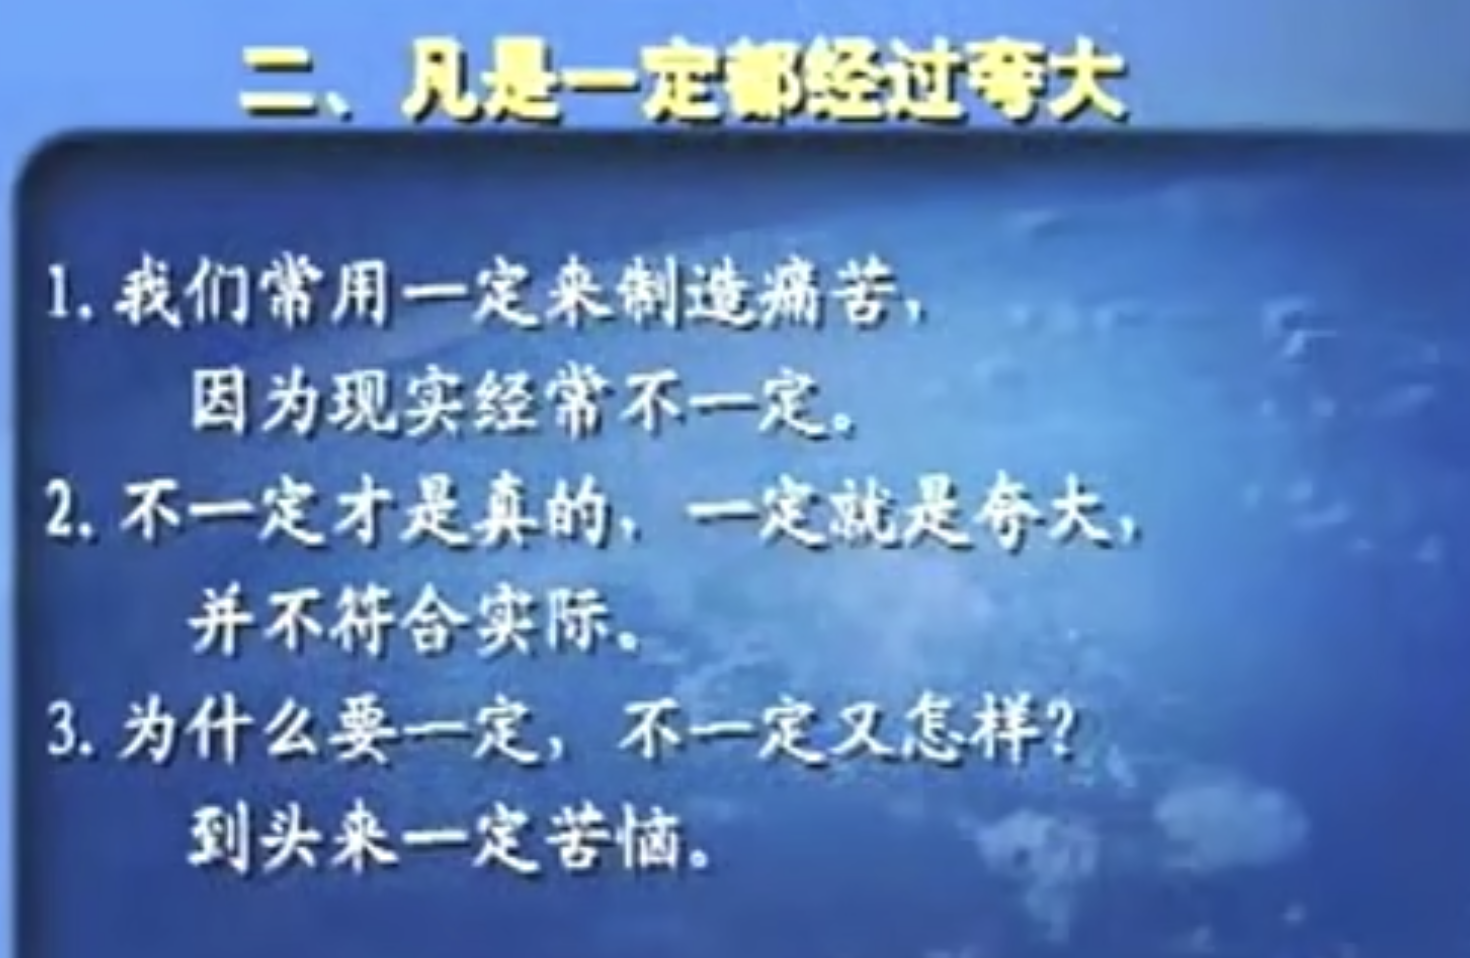 二、凡是一定都经过夸大
1.我们常用一定来制造痛苦，
因为现实经常不一定。
2.不一定才是真的，一定就是夸大，
并不符合实际。
3.为什么要一定，不一定又怎样?
到头来一定苦恼。